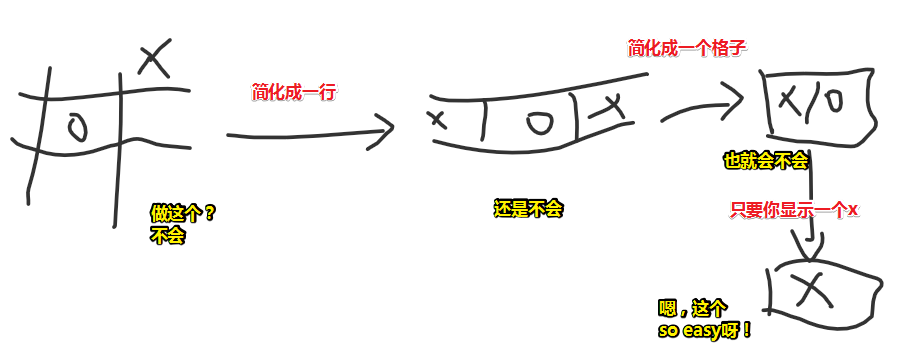 X
O
做这个？
不会
简化成一行
x O X
还是不会
简化成一个格子
X/O
也就会不会
只要你显示一个x
X
嗯，这个
so easy呀！